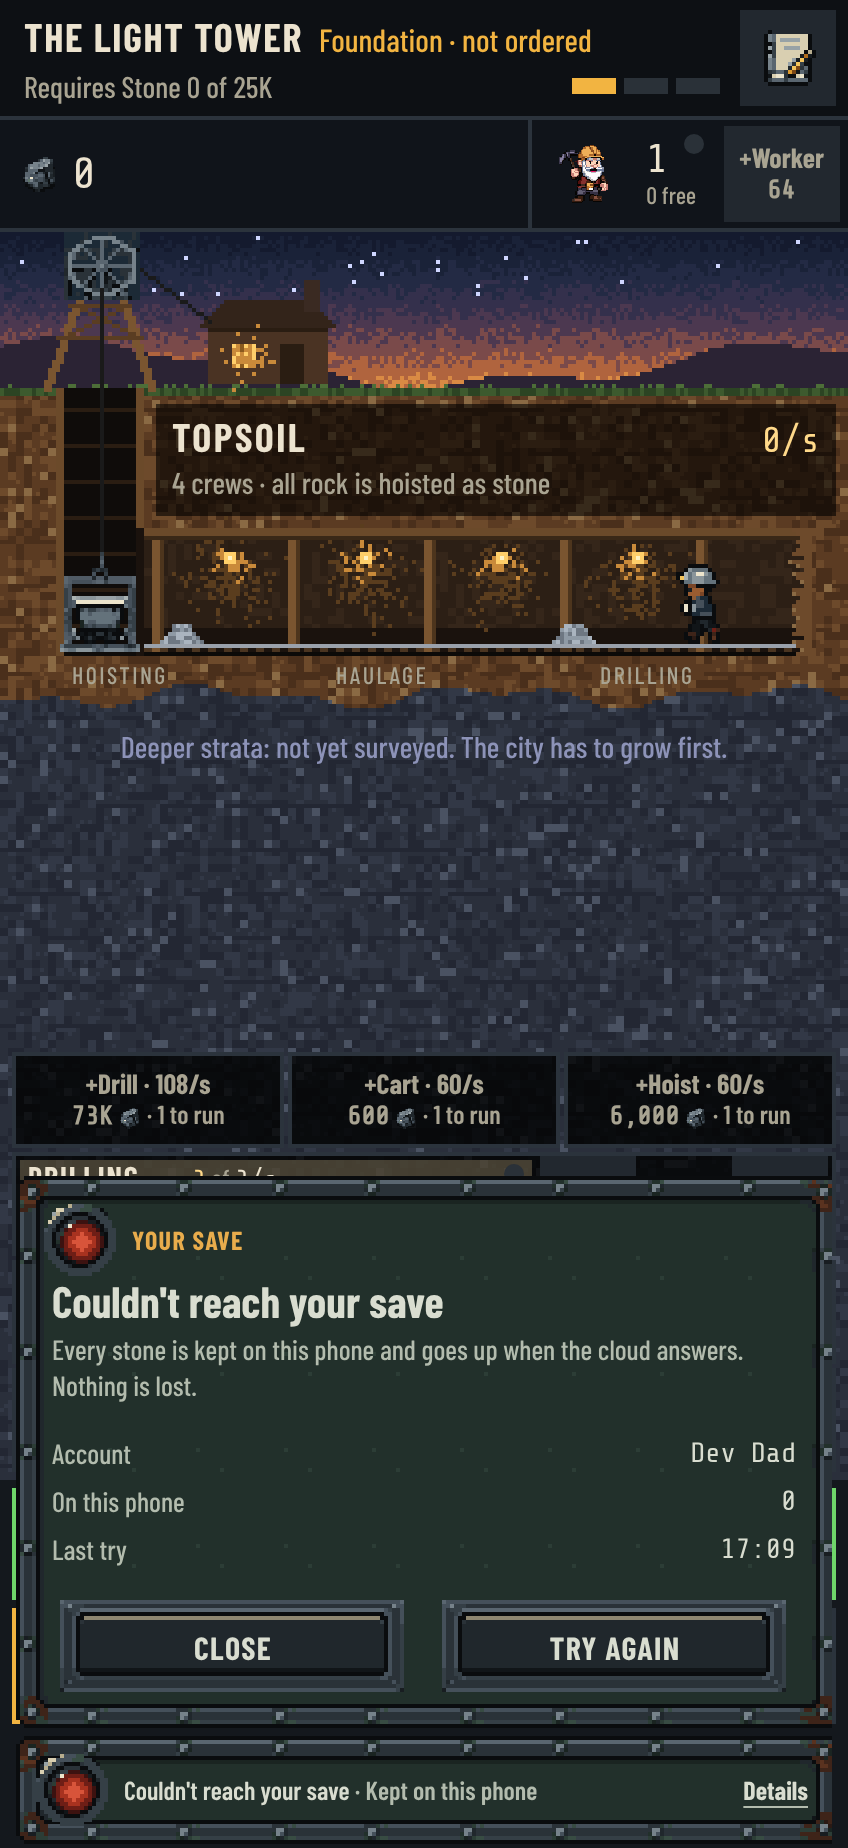 THE LIGHT TOWER Foundation · not ordered
Requires Stone 0 of 25K
0
1
0 free
+Worker
64
TOPSOIL 0/s
4 crews · all rock is hoisted as stone
HOISTING HAULAGE DRILLING
Deeper strata: not yet surveyed. The city has to grow first.
+Drill · 108/s
73K · 1 to run
+Cart · 60/s
600 · 1 to run
+Hoist · 60/s
6,000 · 1 to run
DRILLING
YOUR SAVE
Couldn't reach your save
Every stone is kept on this phone and goes up when the cloud answers.
Nothing is lost.
Account Dev Dad
On this phone 0
Last try 17:09
CLOSE TRY AGAIN
Couldn't reach your save · Kept on this phone Details